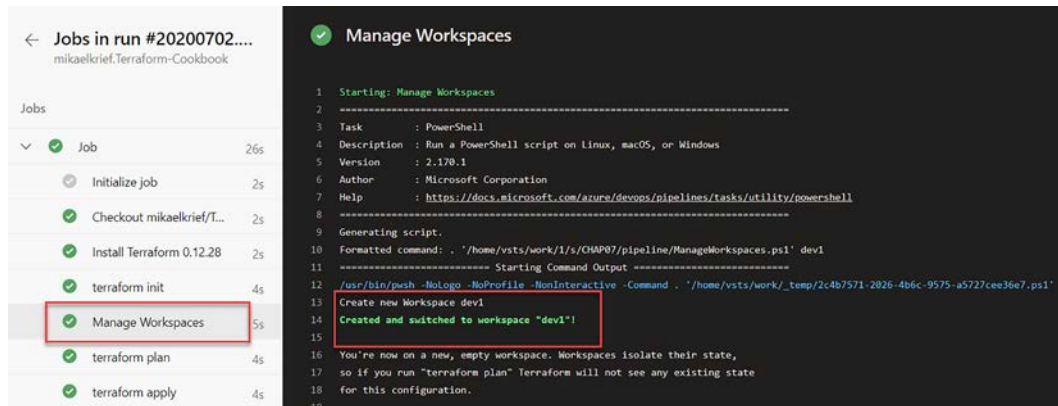 ← Jobs in run #20200702....
mikaelkrief.Terraform-Cookbook
Jobs
Job 26s
Initialize job 2s
Checkout mikaelkrief/T... 2s
Install Terraform 0.12.28 2s
terraform init 4s
Manage Workspaces 5s
terraform plan 4s
terraform apply 4s
Manage Workspaces
1 Starting: Manage Workspaces
2 ==============================================================================
3 Task : PowerShell
4 Description : Run a PowerShell script on Linux, macOS, or Windows
5 Version : 2.170.1
6 Author : Microsoft Corporation
7 Help : https://docs.microsoft.com/azure/devops/pipelines/tasks/utility/powershell
8 ==============================================================================
9 Generating script.
10 Formatted command: . '/home/vsts/work/1/s/CHAP07/pipeline/ManageWorkspaces.ps1' dev1
11 ========================== Starting Command Output ===========================
12 /usr/bin/pwsh -NoLogo -NoProfile -NonInteractive -Command . '/home/vsts/work/_temp/2c4b7571-2026-4b6c-9575-a5727cee36e7.ps1'
13 Create new Workspace dev1
14 Created and switched to workspace "dev1"!
15
16 You're now on a new, empty workspace. Workspaces isolate their state,
17 so if you run "terraform plan" Terraform will not see any existing state
18 for this configuration.